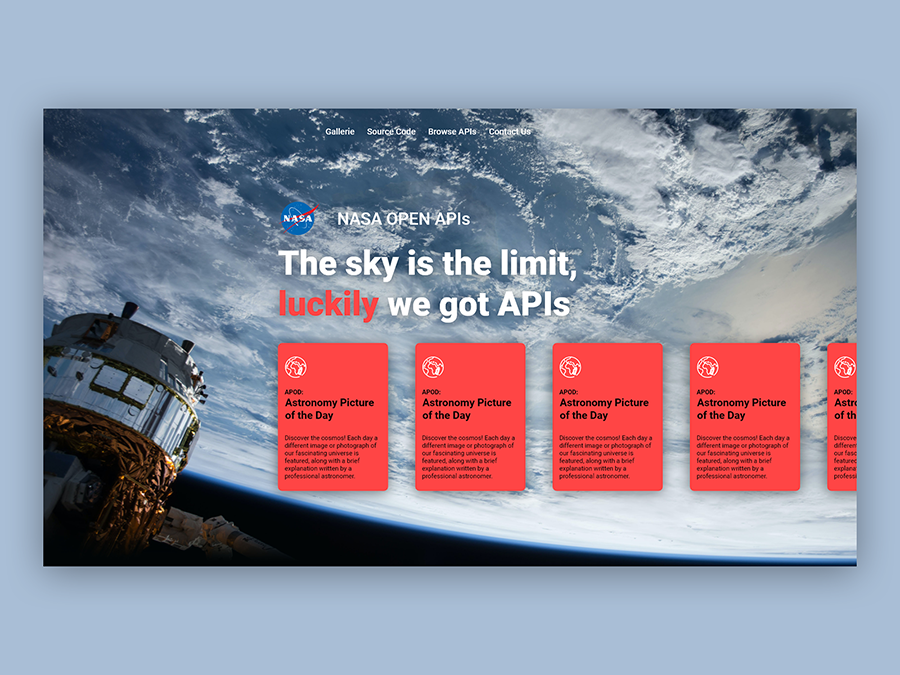 Gallerie Source Code Browse APIs Contact Us
NASA
NASA OPEN APIs
The sky is the limit,
luckily we got APIs
APOD:
Astronomy Picture
of the Day
Discover the cosmos! Each day a
different image or photograph of
our fascinating universe is
featured, along with a brief
explanation written by a
professional astronomer.
APOD:
Astronomy Picture
of the Day
Discover the cosmos! Each day a
different image or photograph of
our fascinating universe is
featured, along with a brief
explanation written by a
professional astronomer.
APOD:
Astronomy Picture
of the Day
Discover the cosmos! Each day a
different image or photograph of
our fascinating universe is
featured, along with a brief
explanation written by a
professional astronomer.
APOD:
Astronomy Picture
of the Day
Discover the cosmos! Each day a
different image or photograph of
our fascinating universe is
featured, along with a brief
explanation written by a
professional astronomer.
APOD:
of th
Discove
different
our fasc
featured
explana
professi